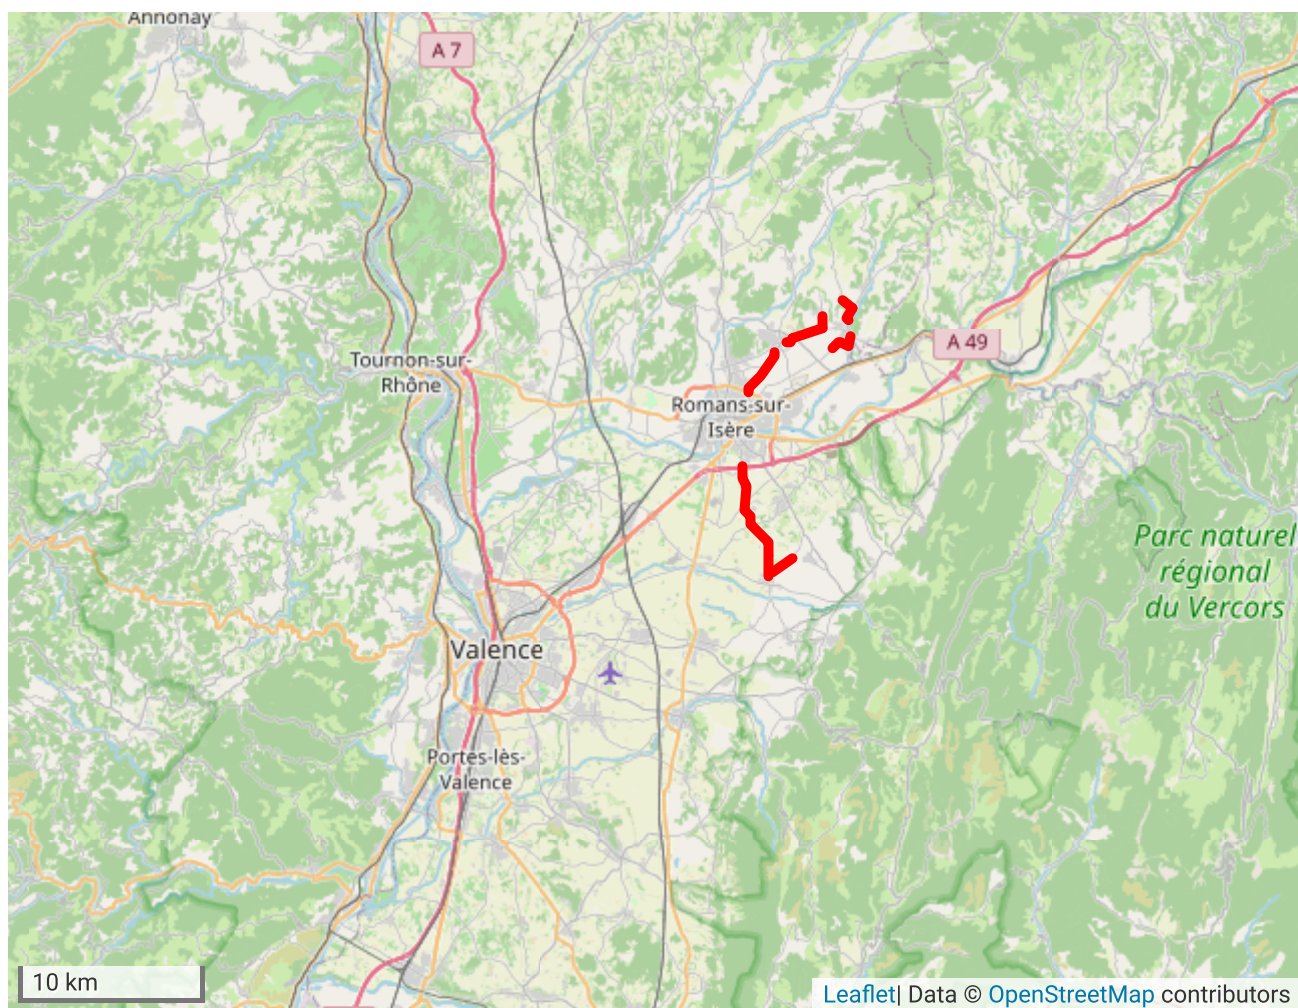 Annonay
A 7
A 49
Tournon-sur-
Rhône
Romans-sur-
Isère
Parc naturel
régional
du Vercors
Valence
Portes-lès-
Valence
10 km
Leaflet| Data © OpenStreetMap contributors